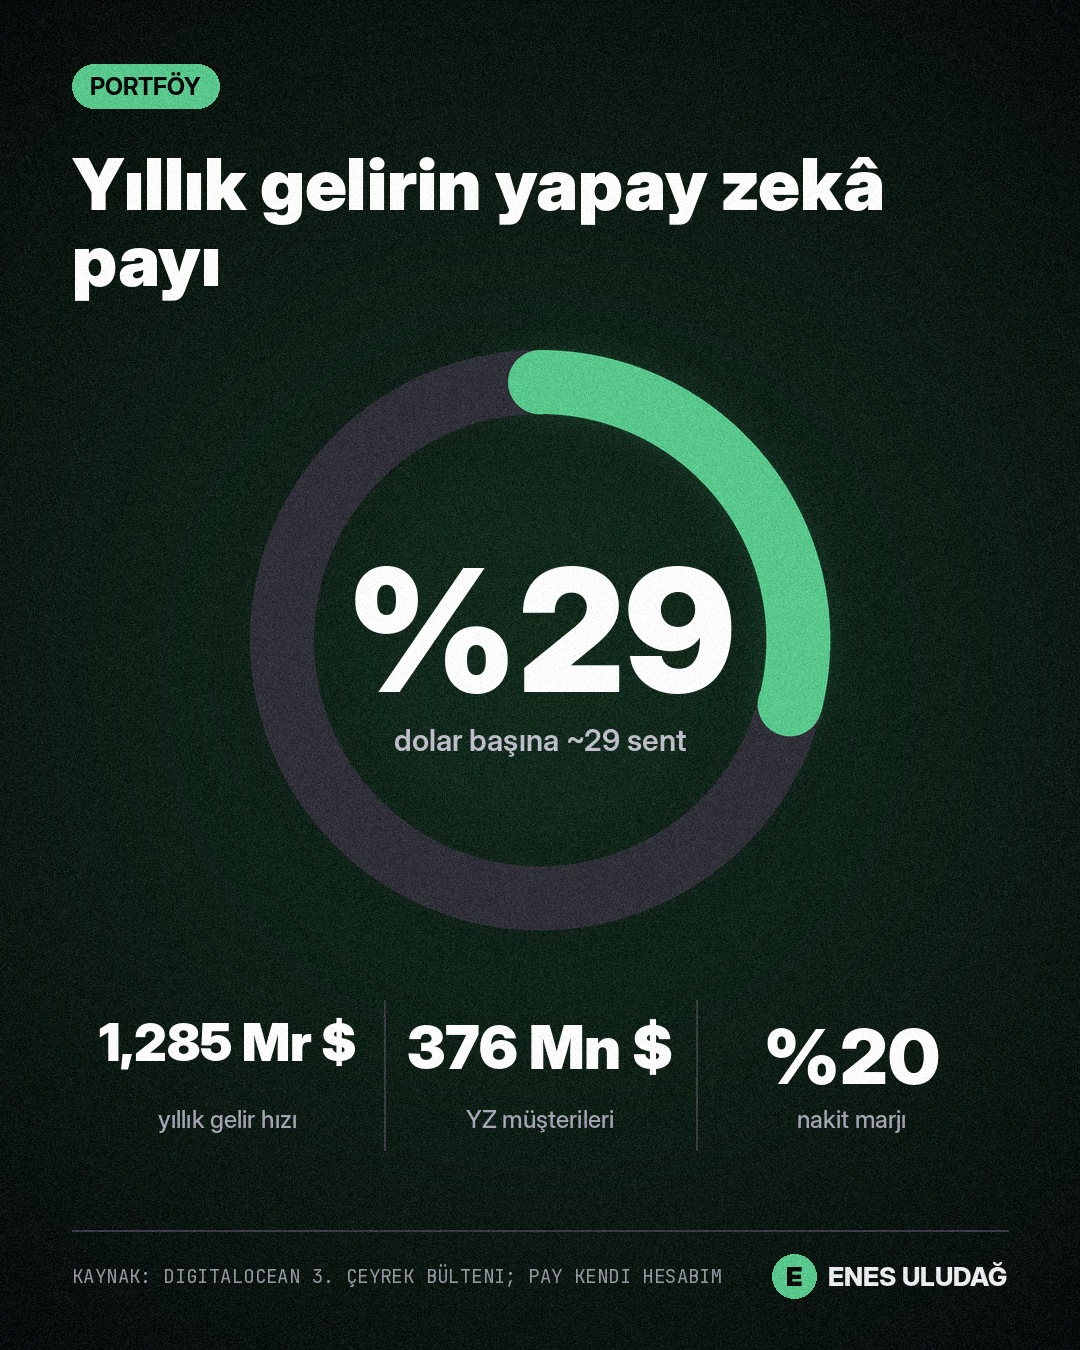 PORTFÖY
Yıllık gelirin yapay zekâ
payı
%29
dolar başına ~29 sent
1,285 Mr $
376 Mn $
%20
yıllık gelir hızı
YZ müşterileri
nakit marjı
KAYNAK: DIGITALOCEAN 3. ÇEYREK BÜLTENI; PAY KENDI HESABIM
E ENES ULUDAĞ